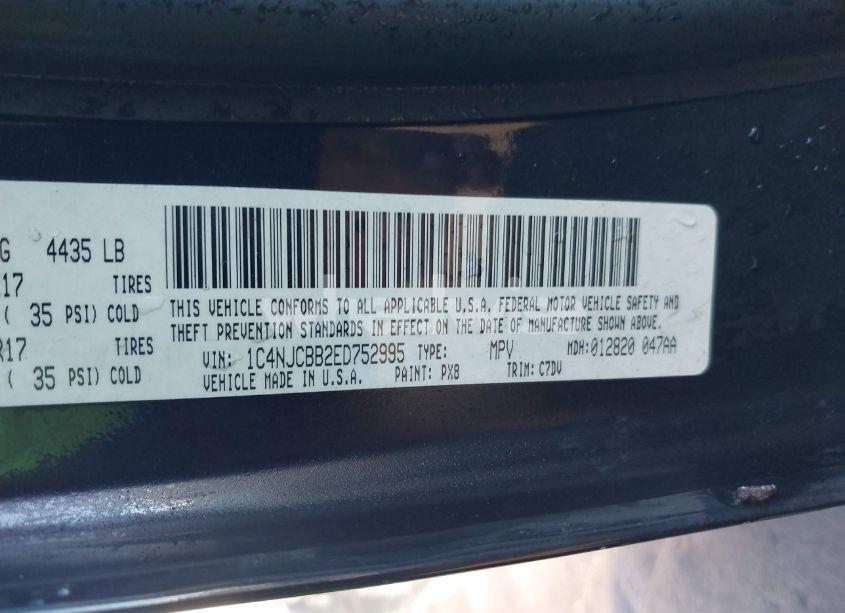 G 4435 LB
R17 TIRES
( 35 PSI) COLD
R17 TIRES
( 35 PSI) COLD
THIS VEHICLE CONFORMS TO ALL APPLICABLE U.S.A. FEDERAL MOTOR VEHICLE SAFETY AND
THEFT PREVENTION STANDARDS IN EFFECT ON THE DATE OF MANUFACTURE SHOWN ABOVE.
VIN: 1C4NJCBB2ED752995 TYPE: MPV MDH:012820 047AA
VEHICLE MADE IN U.S.A. PAINT: PX8 TRIM: C7DV